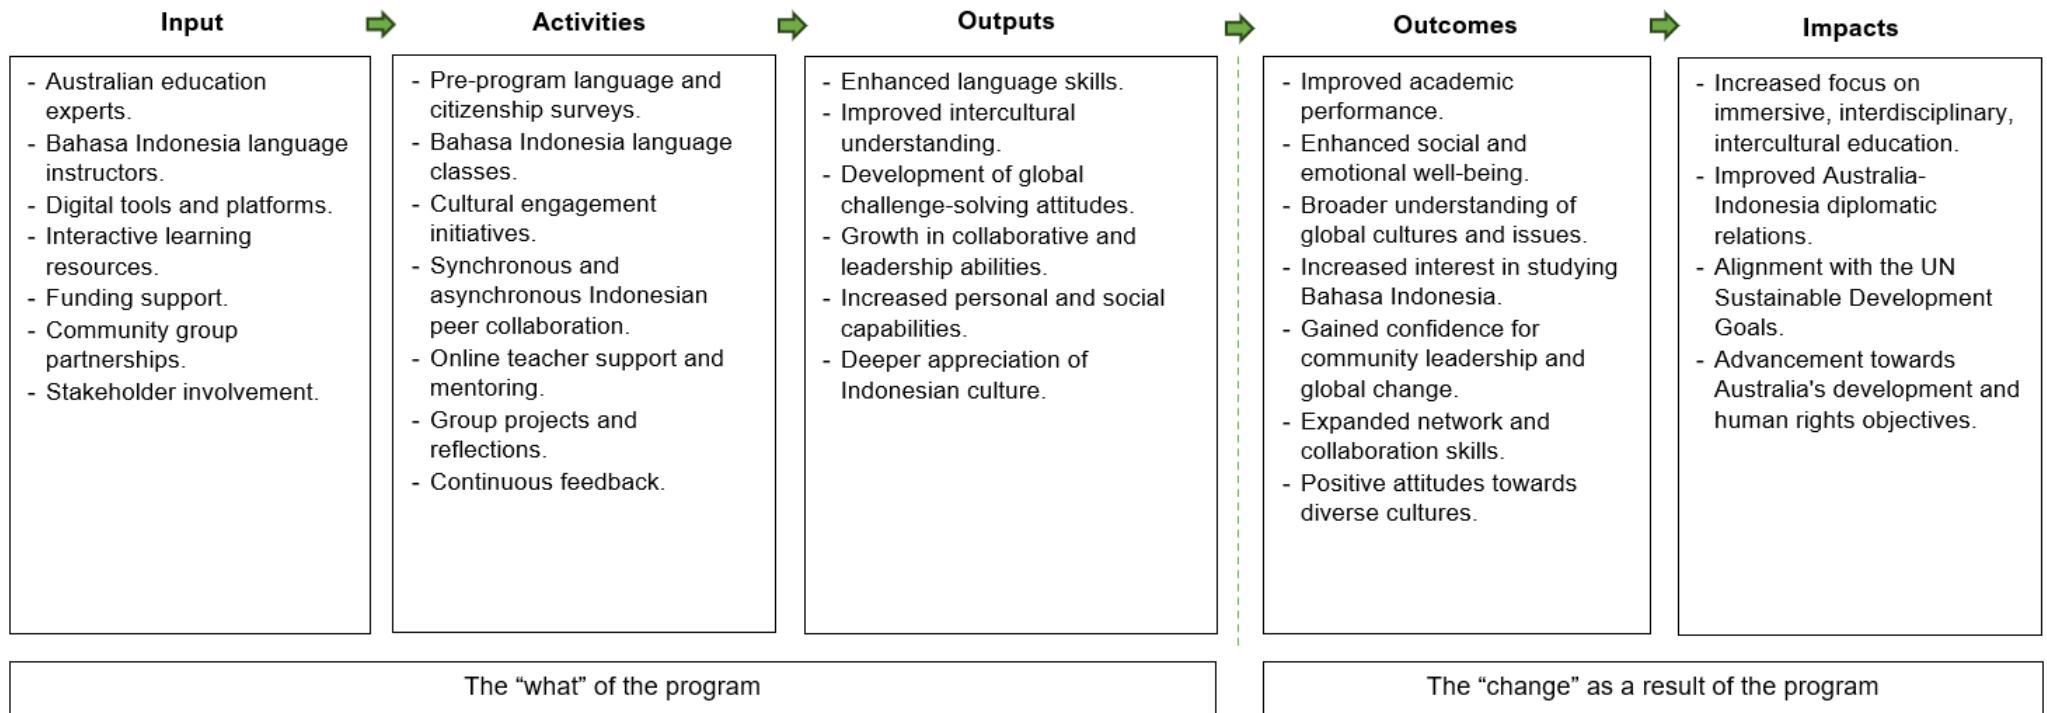 Input
Activities
Outputs
Outcomes
Impacts
- Australian education
experts.
- Bahasa Indonesia language
instructors.
- Digital tools and platforms.
- Interactive learning
resources.
- Funding support.
- Community group
partnerships.
- Stakeholder involvement.
- Pre-program language and
citizenship surveys.
- Bahasa Indonesia language
classes.
- Cultural engagement
initiatives.
- Synchronous and
asynchronous Indonesian
peer collaboration.
- Online teacher support and
mentoring.
- Group projects and
reflections.
- Continuous feedback.
- Enhanced language skills.
- Improved intercultural
understanding.
- Development of global
challenge-solving attitudes.
- Growth in collaborative and
leadership abilities.
- Increased personal and social
capabilities.
- Deeper appreciation of
Indonesian culture.
- Improved academic
performance.
- Enhanced social and
emotional well-being.
- Broader understanding of
global cultures and issues.
- Increased interest in studying
Bahasa Indonesia.
- Gained confidence for
community leadership and
global change.
- Expanded network and
collaboration skills.
- Positive attitudes towards
diverse cultures.
- Increased focus on
immersive, interdisciplinary,
intercultural education.
- Improved Australia-
Indonesia diplomatic
relations.
- Alignment with the UN
Sustainable Development
Goals.
- Advancement towards
Australia's development and
human rights objectives.
The “what” of the program
The “change” as a result of the program